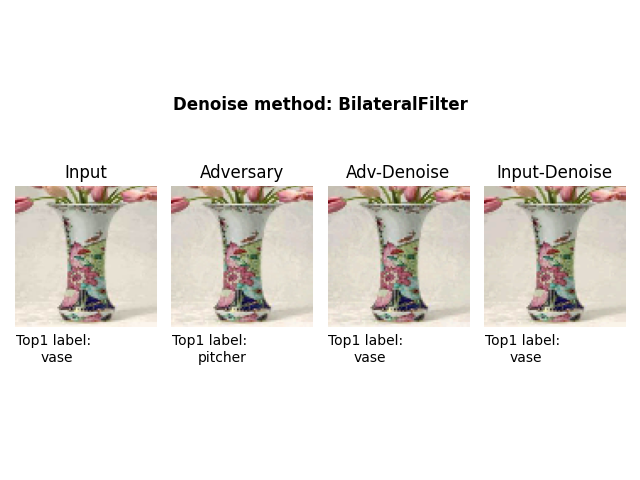 Denoise method: BilateralFilter
Input
Adversary
Adv-Denoise
Input-Denoise
Top1 label:
vase
Top1 label:
pitcher
Top1 label:
vase
Top1 label:
vase